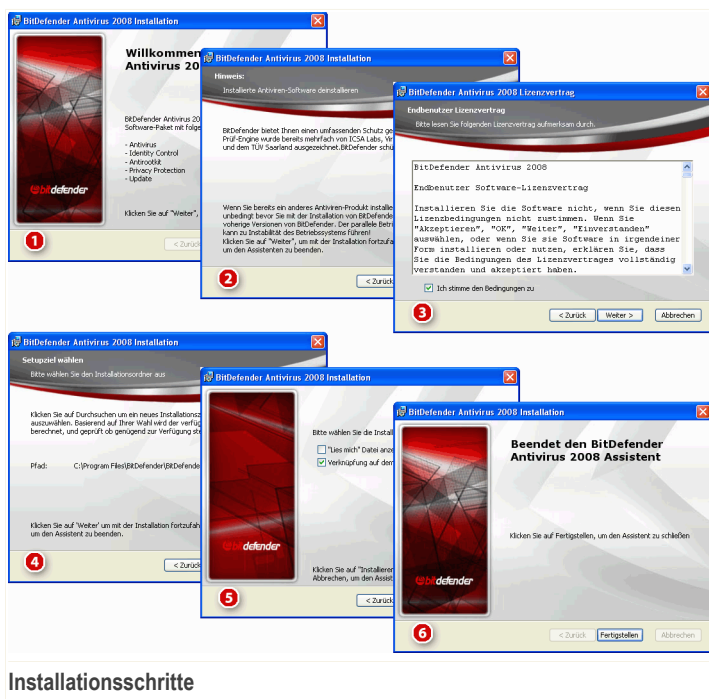 BitDefender Antivirus 2008 Installation
Willkommen
Antivirus 20
BitDefender Antivirus 20
Software-Paket mit folge
- Antivirus
- Identity Control
- Antirootkit
- Privacy Protection
- Update
Klicken Sie auf "Weiter",
bitdefender
1
< Zurück
BitDefender Antivirus 2008 Installation
Hinweis:
Installierte Antiviren-Software deinstallieren
BitDefender bietet Ihnen einen umfassenden Schutz ge
Prüf-Engine wurde bereits mehrfach von ICSA Labs, Vir
und dem TÜV Saarland ausgezeichnet.BitDefender schü
Wenn Sie bereits ein anderes Antiviren-Produkt installie
unbedingt bevor Sie mit der Installation von BitDefende
vorherige Versionen von BitDefender. Der parallele Betri
kann zu Instabilität des Betriebssystems führen!
Klicken Sie auf "Weiter", um mit der Installation fortzufa
um den Assistenten zu beenden.
2
< Zurück
BitDefender Antivirus 2008 Lizenzvertrag
Endbenutzer Lizenzvertrag
Bitte lesen Sie folgenden Lizenzvertrag aufmerksam durch.
BitDefender Antivirus 2008
Endbenutzer Software-Lizenzvertrag
Installieren Sie die Software nicht, wenn Sie diesen
Lizenzbedingungen nicht zustimmen. Wenn Sie
"Akzeptieren", "OK", "Weiter", "Einverstanden"
auswählen, oder wenn Sie sie Software in irgendeiner
Form installieren oder nutzen, erklären Sie, dass
Sie die Bedingungen des Lizenzvertrages vollständig
verstanden und akzeptiert haben.
Ich stimme den Bedingungen zu
3
< Zurück
Weiter >
Abbrechen
BitDefender Antivirus 2008 Installation
Setupziel wählen
Bitte wählen Sie den Installationsordner aus
Klicken Sie auf Durchsuchen um ein neues Installationsz
auszuwählen. Basierend auf Ihrer Wahl wird der verfüg
berechnet, und geprüft ob genügend zur Verfügung ste
Pfad: C:\Program Files\BitDefender\BitDefende
Klicken Sie auf 'Weiter' um mit der Installation fortzufah
um den Assistent zu beenden.
4
< Zurück
BitDefender Antivirus 2008 Installation
Bitte wählen Sie die Install
"Lies mich" Datei anze
Verknüpfung auf dem
Klicken Sie auf "Installieren
Abbrechen, um den Assist
bitdefender
5
< Zurück
BitDefender Antivirus 2008 Installation
Beendet den BitDefender
Antivirus 2008 Assistent
Klicken Sie auf Fertigstellen, um den Assistent zu schließen
bitdefender
6
< Zurück
Fertigstellen
Abbrechen
Installationsschritte